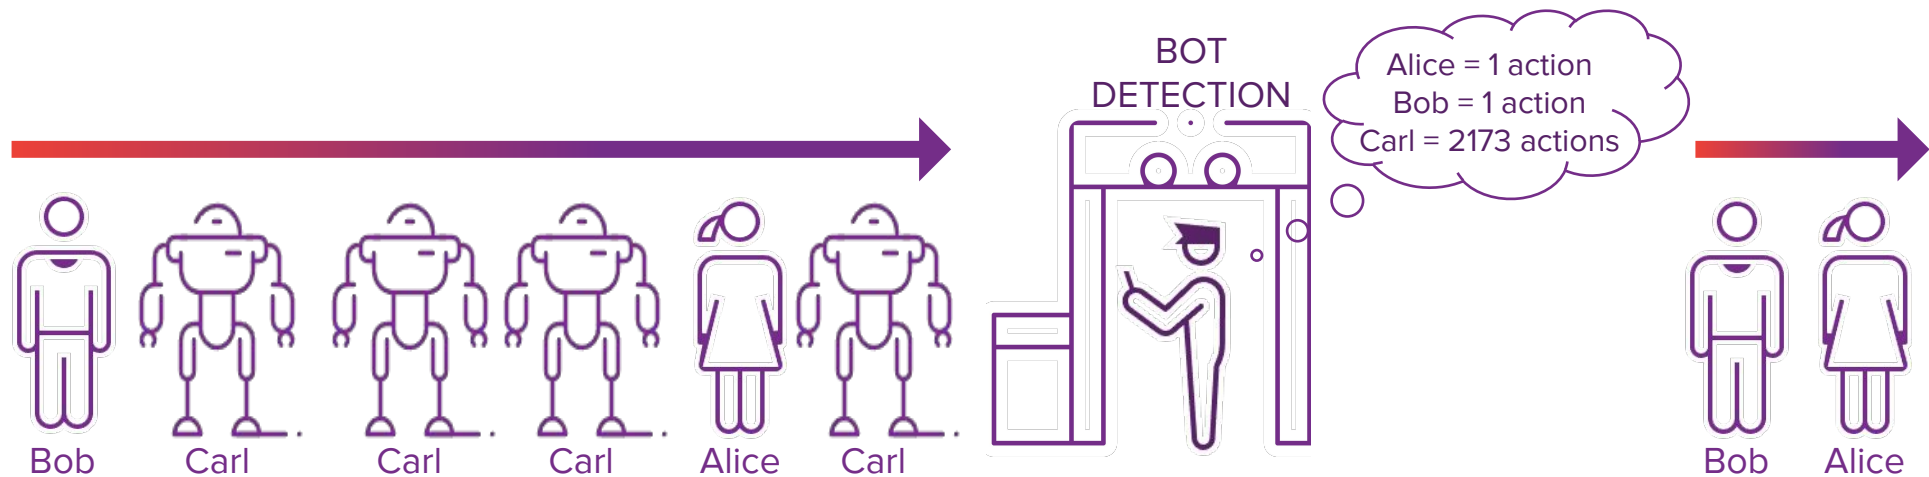 BOT
DETECTION
Alice = 1 action
Bob = 1 action
Carl = 2173 actions
Bob
Carl
Carl
Carl
Alice
Carl
Bob
Alice